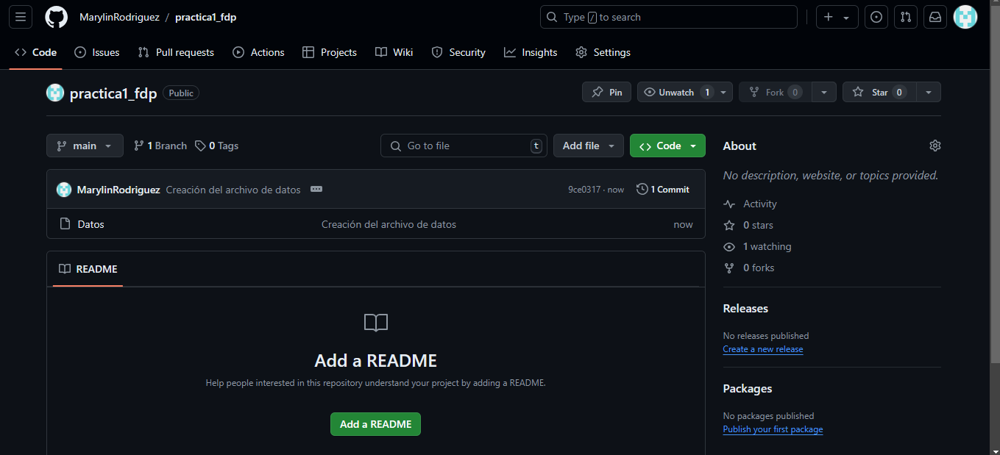 MarylinRodriguez / practica1_fdp
Type / to search
Code Issues Pull requests Actions Projects Wiki Security Insights Settings
practica1_fdp Public
Pin Unwatch 1 Fork 0 Star 0
main 1 Branch 0 Tags
Go to file t Add file Code
MarylinRodriguez Creación del archivo de datos 9ce0317 · now 1 Commit
Datos Creación del archivo de datos now
README
Add a README
Help people interested in this repository understand your project by adding a README.
Add a README
About
No description, website, or topics provided.
Activity
0 stars
1 watching
0 forks
Releases
No releases published
Create a new release
Packages
No packages published
Publish your first package